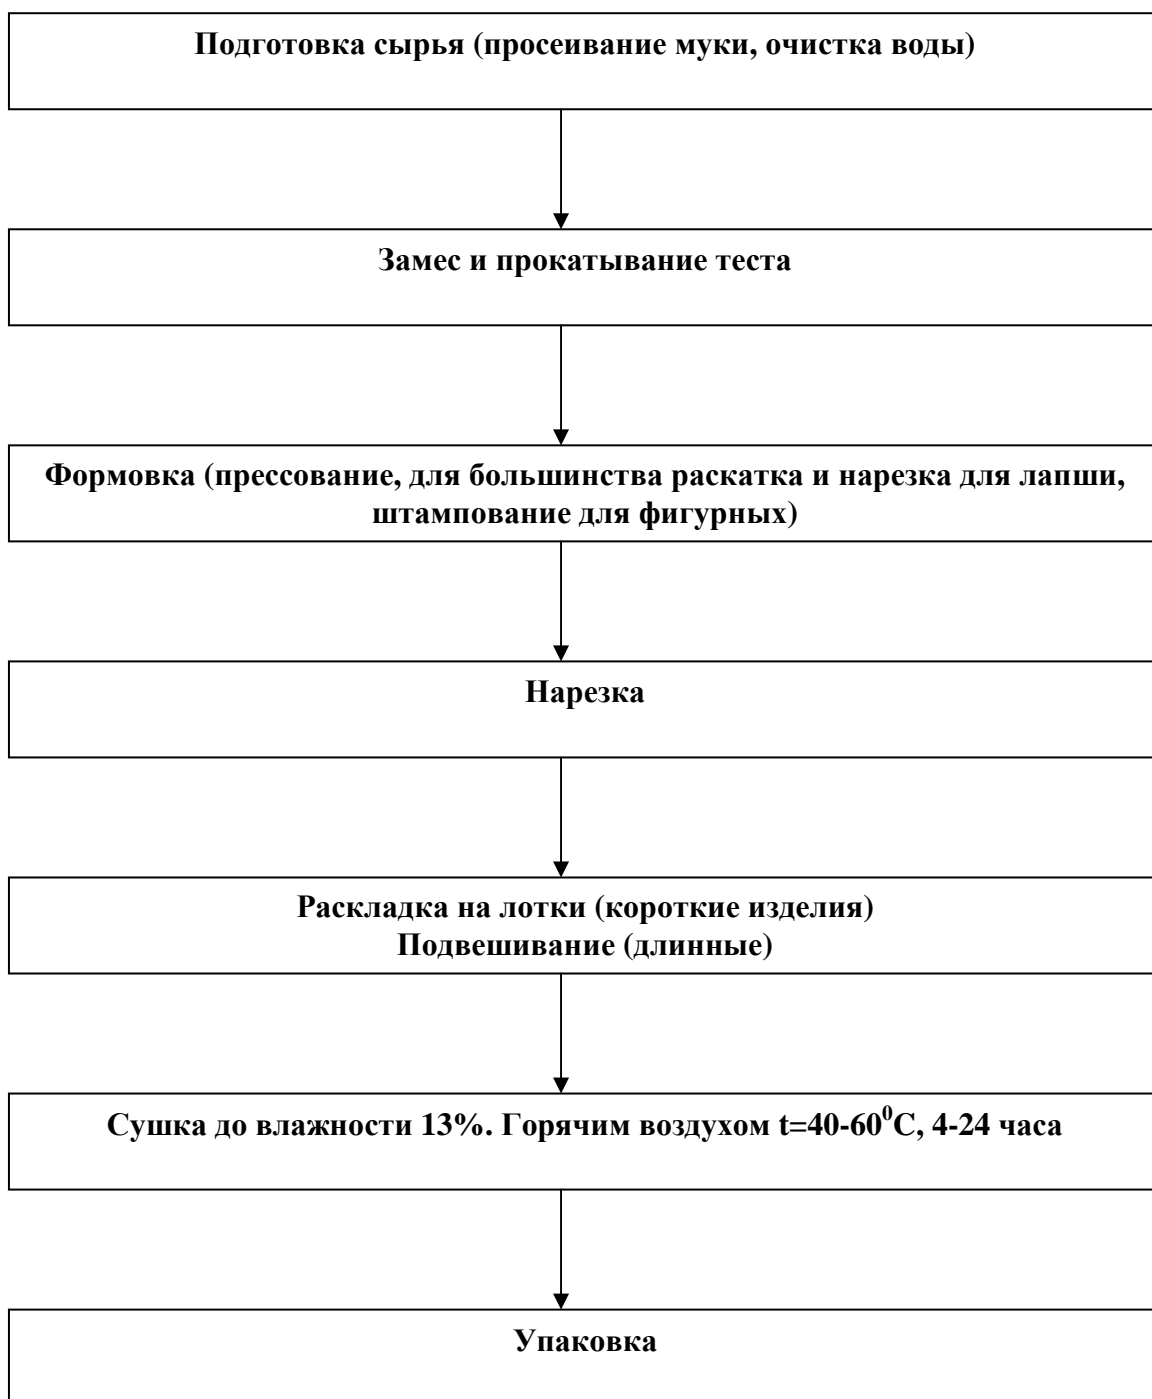 Подготовка сырья (просеивание муки, очистка воды)
Замес и прокатывание теста
Формовка (прессование, для большинства раскатка и нарезка для лапши,
штампование для фигурных)
Нарезка
Раскладка на лотки (короткие изделия)
Подвешивание (длинные)
Сушка до влажности 13%. Горячим воздухом t=40-60⁰С, 4-24 часа
Упаковка